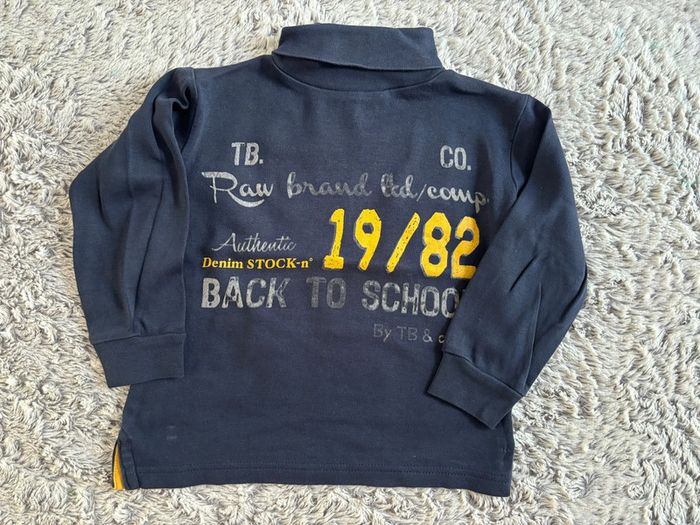 TB. CO.
Raw brand ltd/comp.
Authentic
19/82
Denim STOCK-n°
BACK TO SCHOO
By TB & c